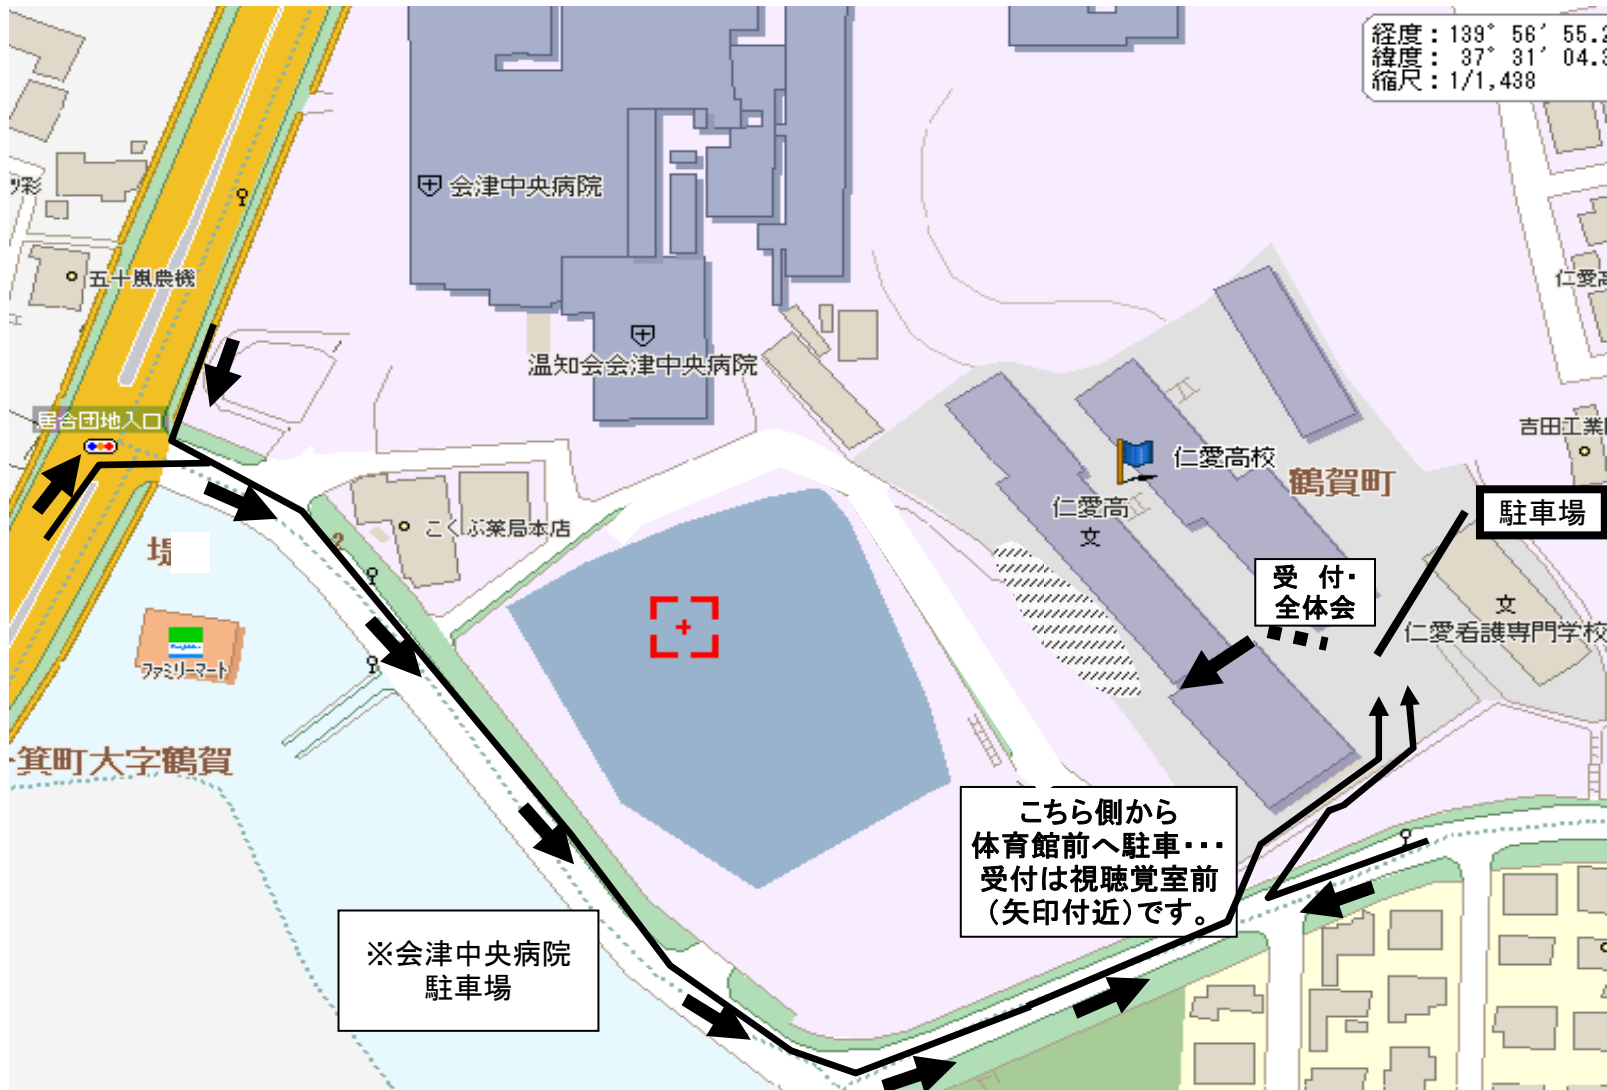 経度：139° 56′ 55.2
緯度： 37° 31′ 04.3
縮尺：1/1,438
会津中央病院
五十嵐農機
仁愛高
温知会会津中央病院
居合団地入口
吉田工業
仁愛高校
鶴賀町
駐車場
仁愛高
文
こくぶ薬局本店
2
堤
受　付・
全体会
文
仁愛看護専門学校
ファミリーマート
箕町大字鶴賀
こちら側から
体育館前へ駐車・・・
受付は視聴覚室前
（矢印付近）です。
※会津中央病院
駐車場